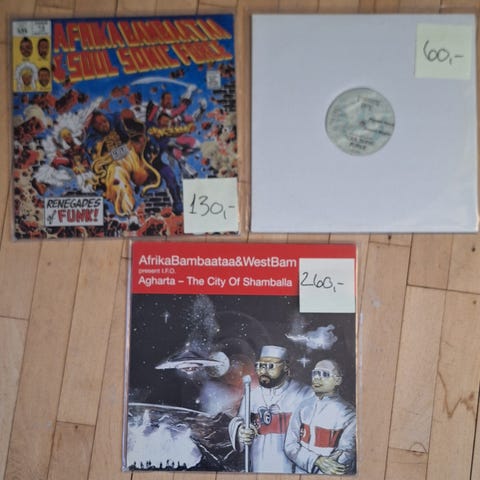 AFRIKA BAMBAATAA
& SOUL SONIC FORCE
RENEGADES
of FUNK!
130,-
60,-
AfrikaBambaataa&WestBam
present I.F.O.
Agharta – The City Of Shamballa
260,-